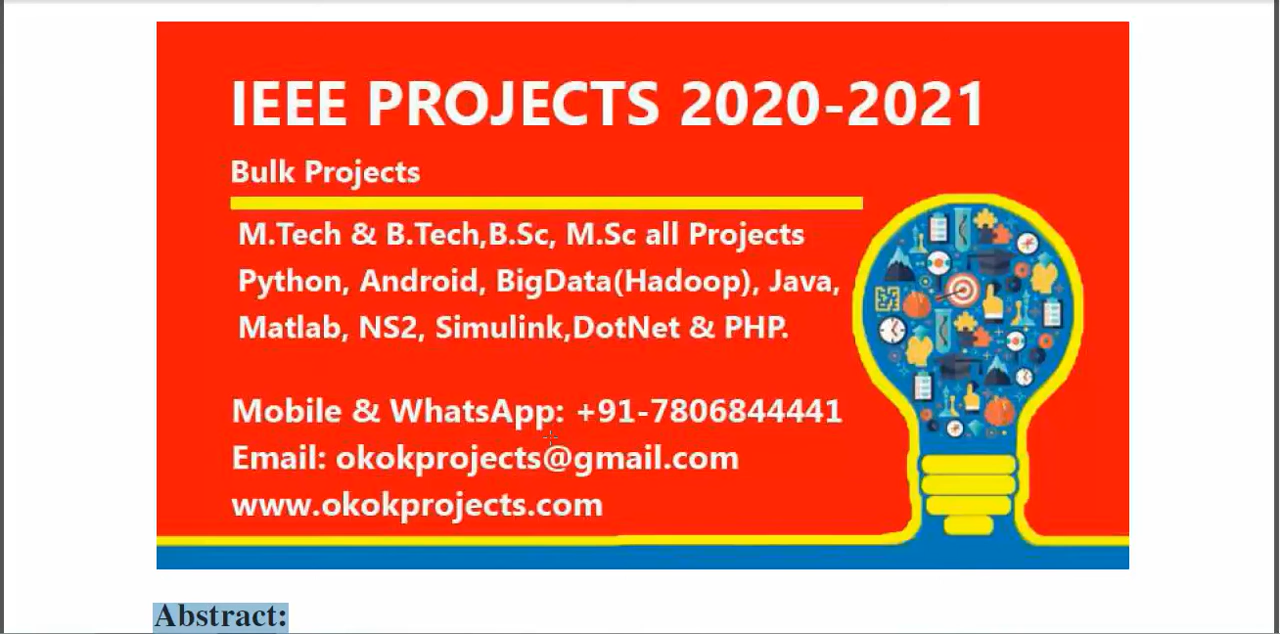 IEEE PROJECTS 2020-2021
Bulk Projects
M.Tech & B.Tech,B.Sc, M.Sc all Projects
Python, Android, BigData(Hadoop), Java,
Matlab, NS2, Simulink,DotNet & PHP.
Mobile & WhatsApp: +91-7806844441
Email: okokprojects@gmail.com
www.okokprojects.com
Abstract: